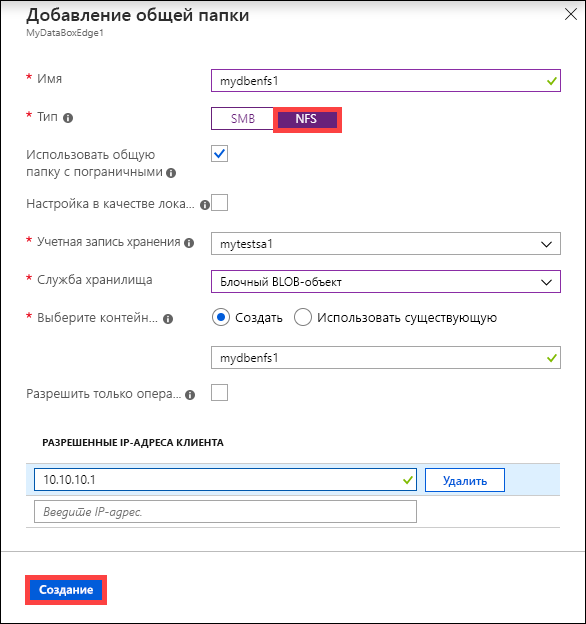 Добавление общей папки
MyDataBoxEdge1
* Имя
mydbenfs1
* Тип
SMB NFS
Использовать общую
папку с пограничными
Настройка в качестве лока...
* Учетная запись хранения
mytestsa1
* Служба хранилища
Блочный BLOB-объект
* Выберите контейн...
Создать Использовать существующую
mydbenfs1
Разрешить только опера...
РАЗРЕШЕННЫЕ IP-АДРЕСА КЛИЕНТА
10.10.10.1 Удалить
Введите IP-адрес.
Создание